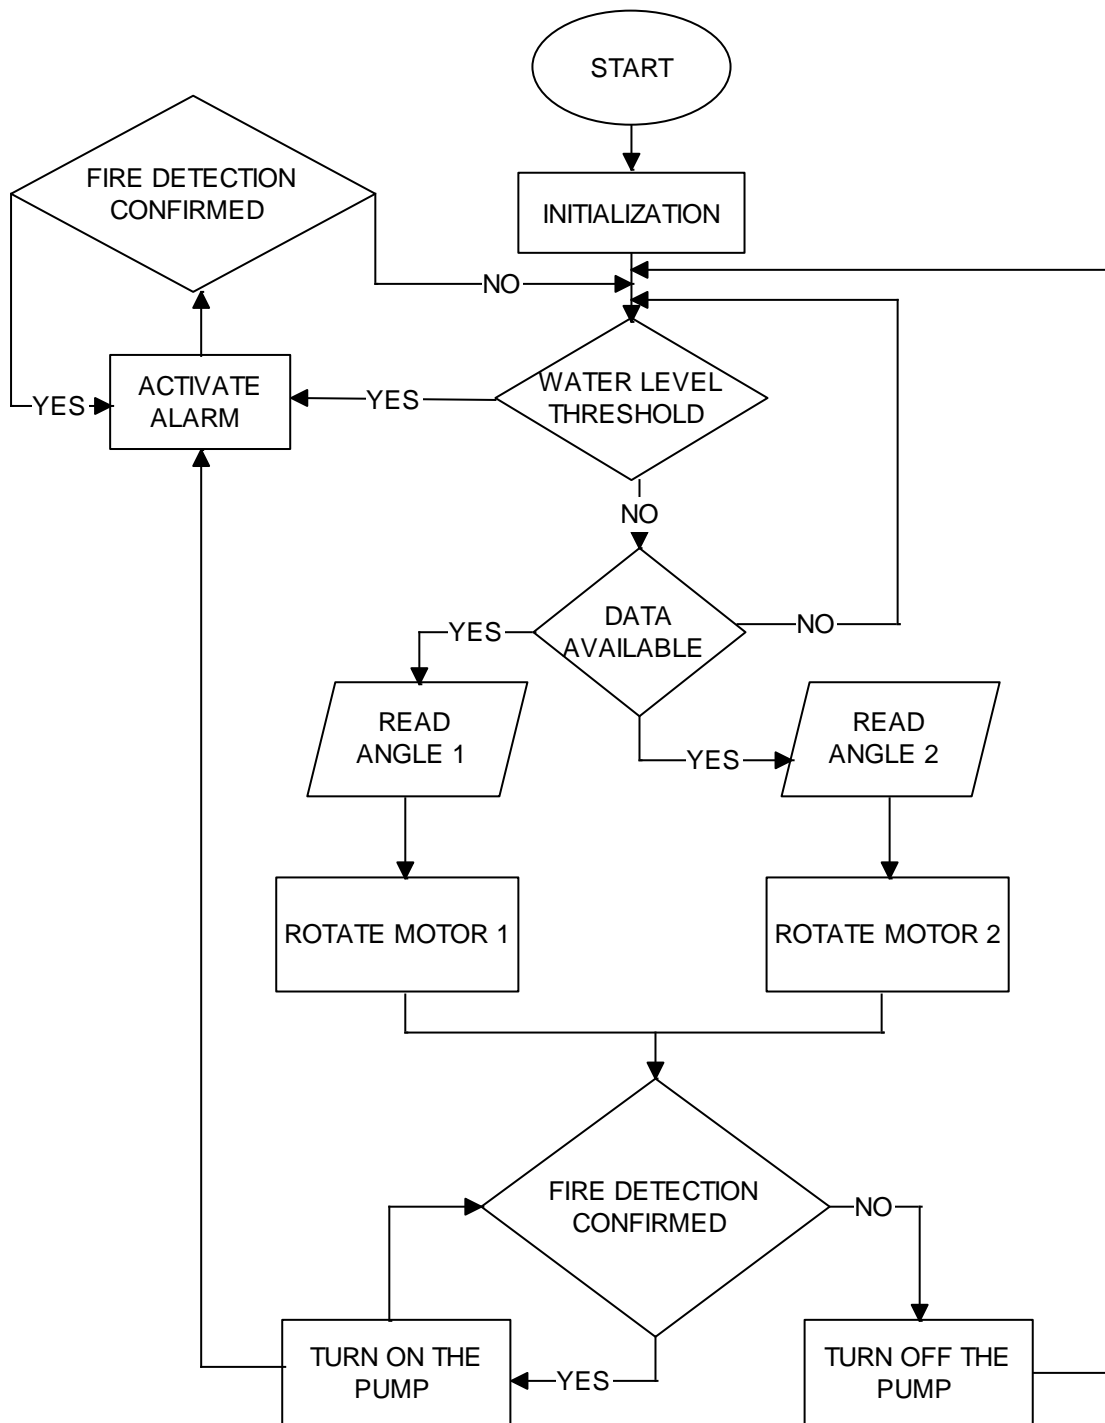 START
FIRE DETECTION
CONFIRMED
INITIALIZATION
NO
WATER LEVEL
THRESHOLD
ACTIVATE
ALARM
YES
YES
NO
DATA
AVAILABLE
YES
NO
READ
ANGLE 1
READ
ANGLE 2
YES
ROTATE MOTOR 1
ROTATE MOTOR 2
FIRE DETECTION
CONFIRMED
NO
TURN ON THE
PUMP
YES
TURN OFF THE
PUMP